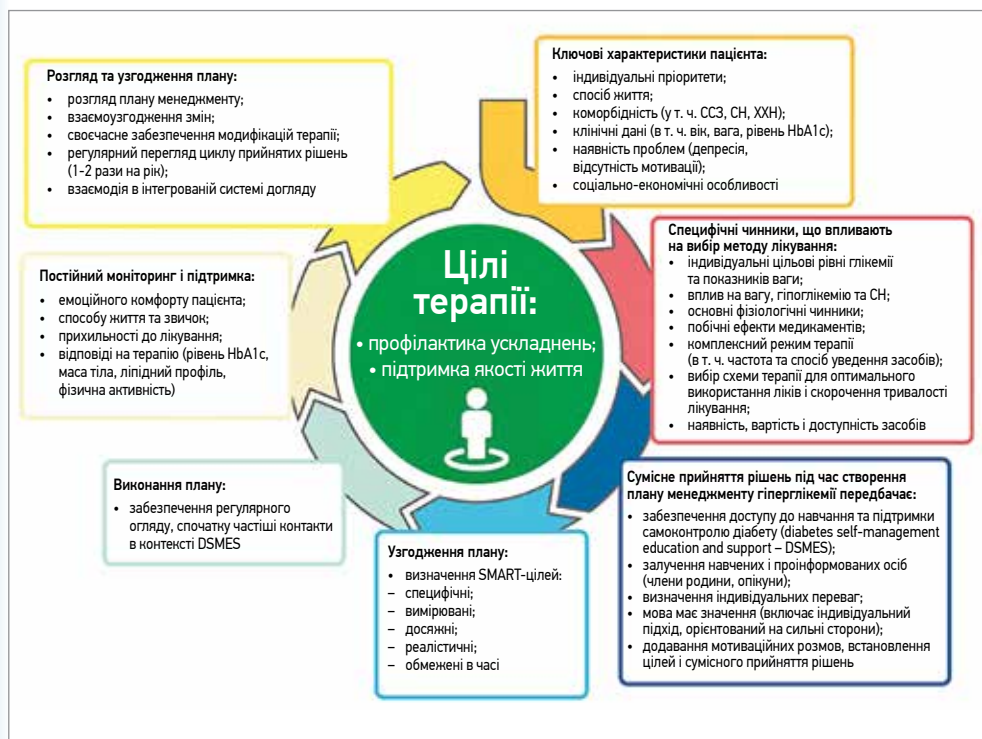 Цілі
терапії:
• профілактика ускладнень;
• підтримка якості життя
Ключові характеристики пацієнта:
• індивідуальні пріоритети;
• спосіб життя;
• коморбідність (у т. ч. ССЗ, СН, ХХН);
• клінічні дані (в т. ч. вік, вага, рівень HbA1c);
• наявність проблем (депресія,
відсутність мотивації);
• соціально-економічні особливості
Специфічні чинники, що впливають
на вибір методу лікування:
• індивідуальні цільові рівні глікемії
та показників ваги;
• вплив на вагу, гіпоглікемію та СН;
• основні фізіологічні чинники;
• побічні ефекти медикаментів;
• комплексний режим терапії
(в т. ч. частота та спосіб уведення засобів);
• вибір схеми терапії для оптимального
використання ліків і скорочення тривалості
лікування;
• наявність, вартість і доступність засобів
Сумісне прийняття рішень під час створення
плану менеджменту гіперглікемії передбачає:
• забезпечення доступу до навчання та підтримки
самоконтролю діабету (diabetes self-management
education and support – DSMES);
• залучення навчених і проінформованих осіб
(члени родини, опікуни);
• визначення індивідуальних переваг;
• мова має значення (включає індивідуальний
підхід, орієнтований на сильні сторони);
• додавання мотиваційних розмов, встановлення
цілей і сумісного прийняття рішень
Узгодження плану:
• визначення SMART-цілей:
– специфічні;
– вимірювані;
– досяжні;
– реалістичні;
– обмежені в часі
Виконання плану:
• забезпечення регулярного
огляду, спочатку частіші контакти
в контексті DSMES
Постійний моніторинг і підтримка:
• емоційного комфорту пацієнта;
• способу життя та звичок;
• прихильності до лікування;
• відповіді на терапію (рівень HbA1c,
маса тіла, ліпідний профіль,
фізична активність)
Розгляд та узгодження плану:
• розгляд плану менеджменту;
• взаємоузгодження змін;
• своєчасне забезпечення модифікацій терапії;
• регулярний перегляд циклу прийнятих рішень
(1-2 рази на рік);
• взаємодія в інтегрованій системі догляду